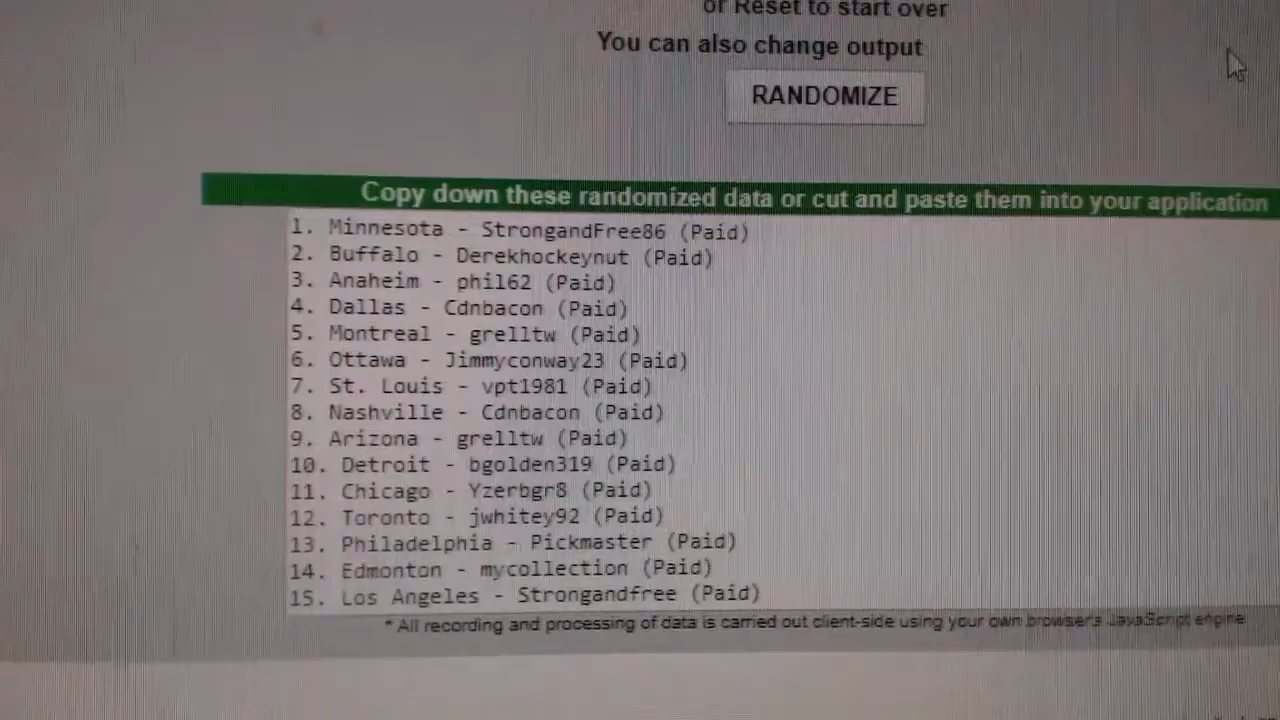 or Reset to start over
You can also change output
RANDOMIZE
Copy down these randomized data or cut and paste them into your application
1. Minnesota - StrongandFree86 (Paid)
2. Buffalo - Derekhockeynut (Paid)
3. Anaheim - phil62 (Paid)
4. Dallas - Cdnbacon (Paid)
5. Montreal - grelltw (Paid)
6. Ottawa - Jimmyconway23 (Paid)
7. St. Louis - vpt1981 (Paid)
8. Nashville - Cdnbacon (Paid)
9. Arizona - grelltw (Paid)
10. Detroit - bgolden319 (Paid)
11. Chicago - Yzerbgr8 (Paid)
12. Toronto - jwhitey92 (Paid)
13. Philadelphia - Pickmaster (Paid)
14. Edmonton - mycollection (Paid)
15. Los Angeles - Strongandfree (Paid)
* All recording and processing of data is carried out client-side using your own browser's JavaScript engine